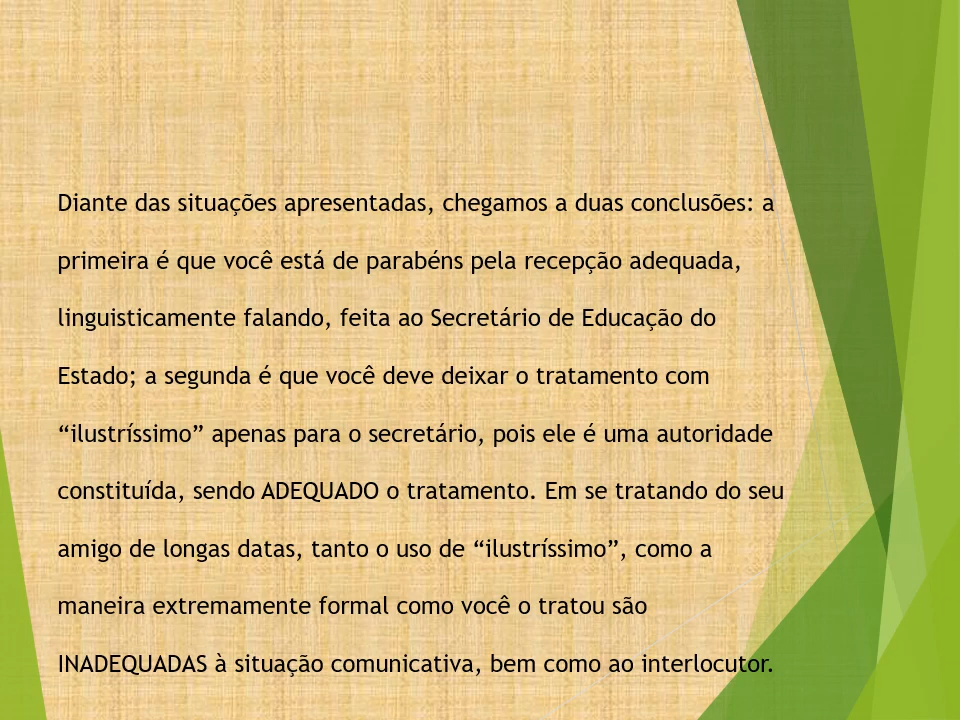 Diante das situações apresentadas, chegamos a duas conclusões: a
primeira é que você está de parabéns pela recepção adequada,
linguisticamente falando, feita ao Secretário de Educação do
Estado; a segunda é que você deve deixar o tratamento com
“ilustríssimo” apenas para o secretário, pois ele é uma autoridade
constituída, sendo ADEQUADO o tratamento. Em se tratando do seu
amigo de longas datas, tanto o uso de “ilustríssimo”, como a
maneira extremamente formal como você o tratou são
INADEQUADAS à situação comunicativa, bem como ao interlocutor.